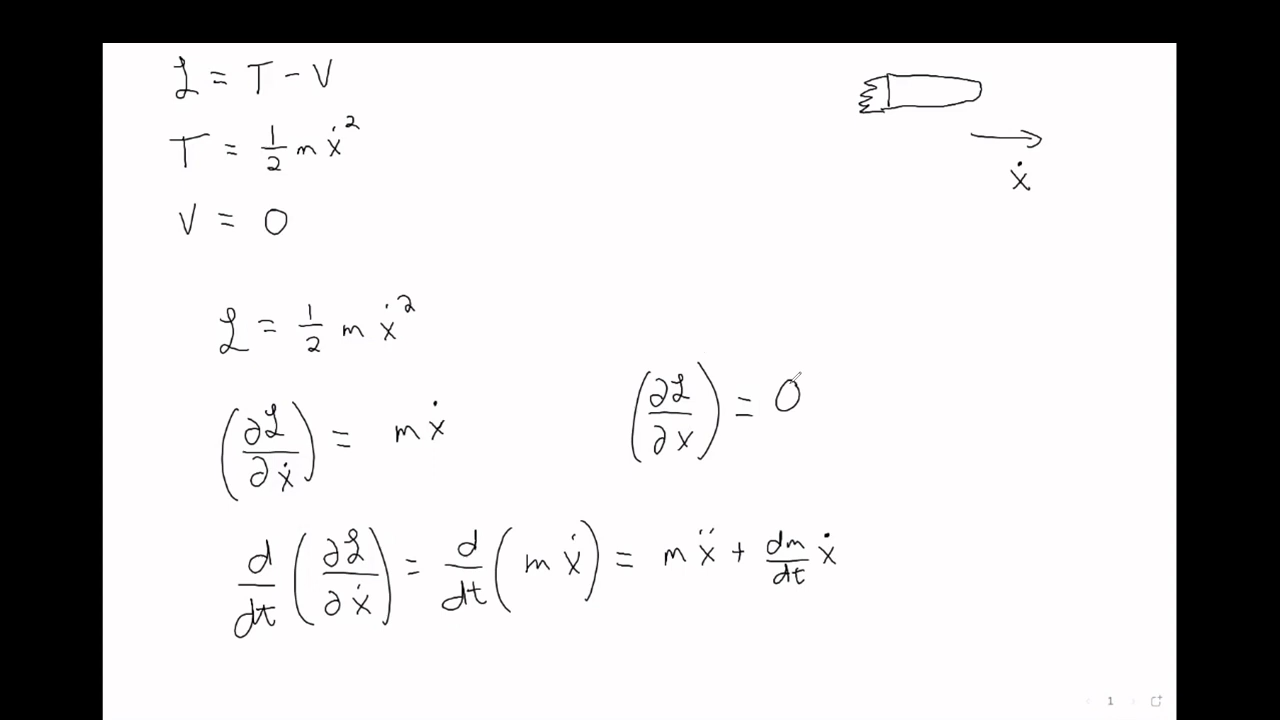 ℒ = T − V
T = 1/2 m ẋ²
V = 0
ẋ
ℒ = 1/2 m ẋ²
(∂ℒ/∂ẋ) = m ẋ
(∂ℒ/∂x) = 0
d/dt (∂ℒ/∂ẋ) = d/dt (m ẋ) = m ẍ + dm/dt ẋ
1